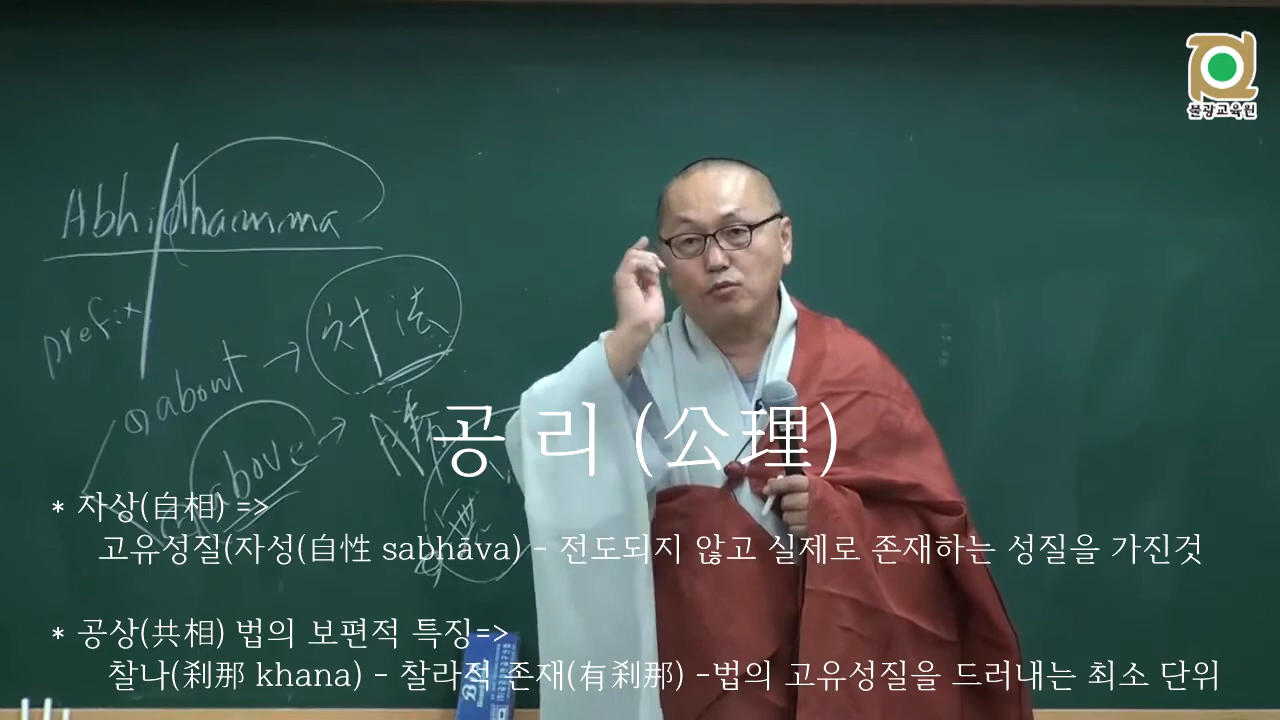 불광교육원
Abhidhamma
prefix
about → 対法
above →
공 리 (公理)
* 자상(自相) =>
고유성질(자성(自性 sabhāva) - 전도되지 않고 실제로 존재하는 성질을 가진것
* 공상(共相) 법의 보편적 특징=>
찰나(刹那 khana) - 찰라적 존재(有刹那) -법의 고유성질을 드러내는 최소 단위